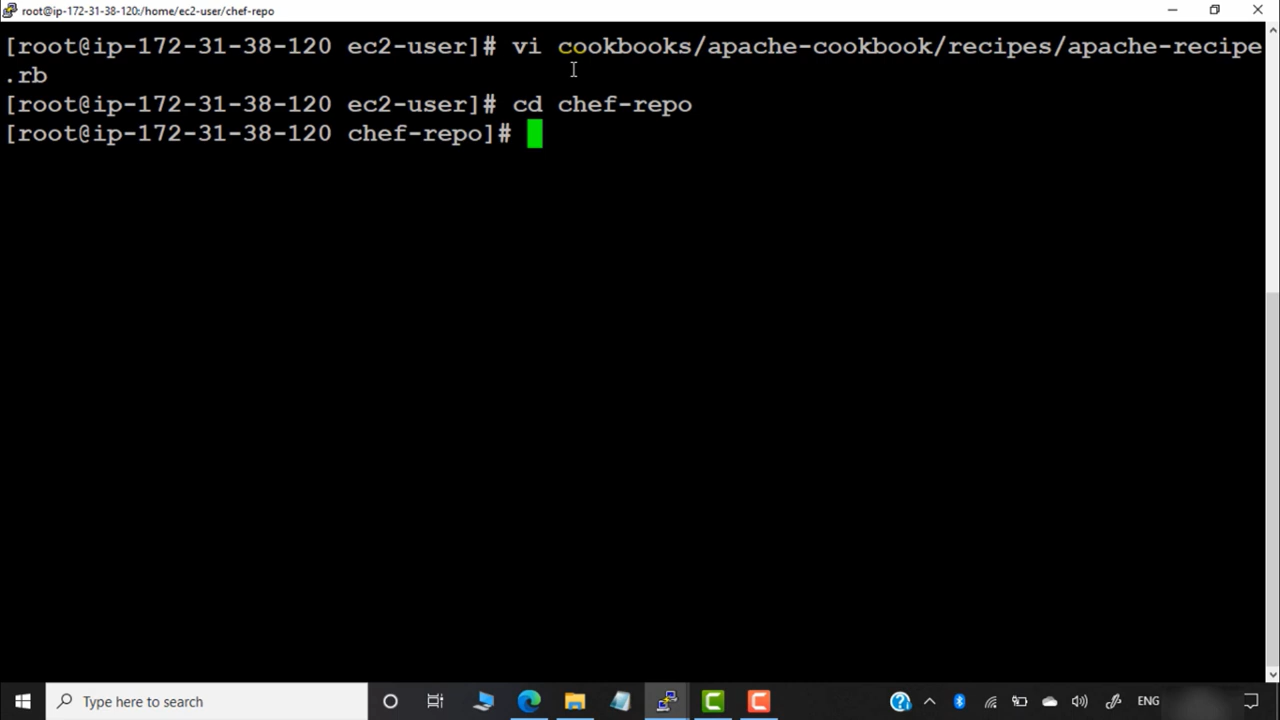 root@ip-172-31-38-120:/home/ec2-user/chef-repo
[root@ip-172-31-38-120 ec2-user]# vi cookbooks/apache-cookbook/recipes/apache-recipe
.rb
[root@ip-172-31-38-120 ec2-user]# cd chef-repo
[root@ip-172-31-38-120 chef-repo]#
Type here to search
ENG